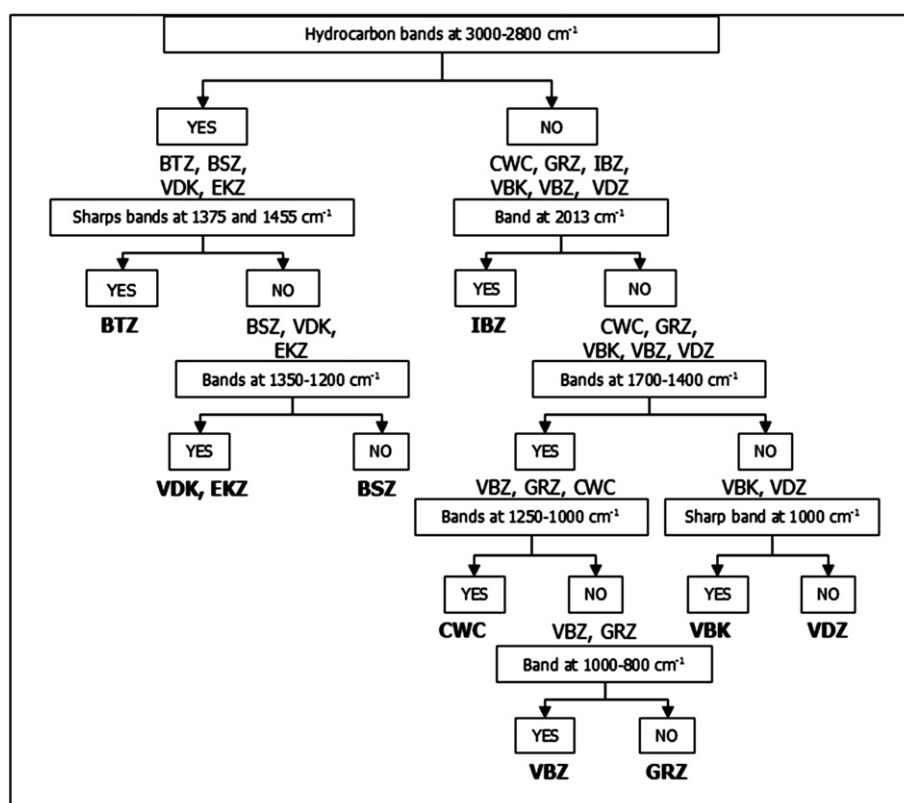 Hydrocarbon bands at 3000-2800 cm⁻¹
YES
NO
BTZ, BSZ,
VDK, EKZ
CWC, GRZ, IBZ,
VBK, VBZ, VDZ
Sharps bands at 1375 and 1455 cm⁻¹
Band at 2013 cm⁻¹
YES
NO
YES
NO
BTZ
BSZ, VDK,
EKZ
IBZ
CWC, GRZ,
VBK, VBZ, VDZ
Bands at 1350-1200 cm⁻¹
Bands at 1700-1400 cm⁻¹
YES
NO
YES
NO
VDK, EKZ
BSZ
VBZ, GRZ, CWC
VBK, VDZ
Bands at 1250-1000 cm⁻¹
Sharp band at 1000 cm⁻¹
YES
NO
YES
NO
CWC
VBZ, GRZ
VBK
VDZ
Band at 1000-800 cm⁻¹
YES
NO
VBZ
GRZ